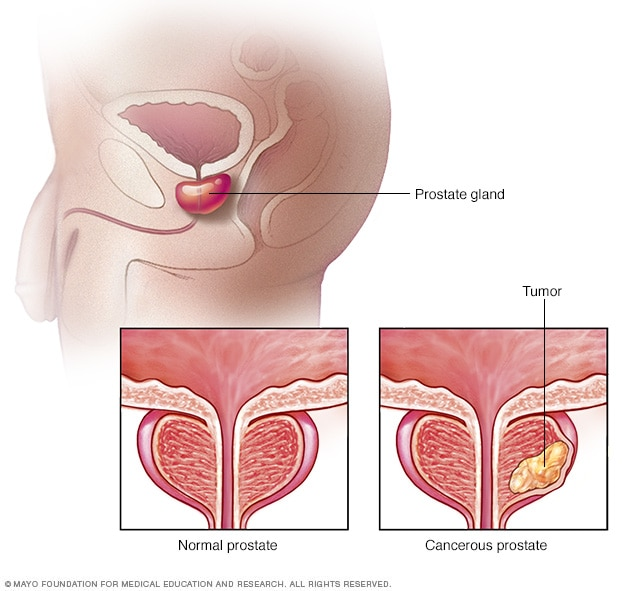 Prostate gland
Tumor
Normal prostate
Cancerous prostate
© MAYO FOUNDATION FOR MEDICAL EDUCATION AND RESEARCH. ALL RIGHTS RESERVED.